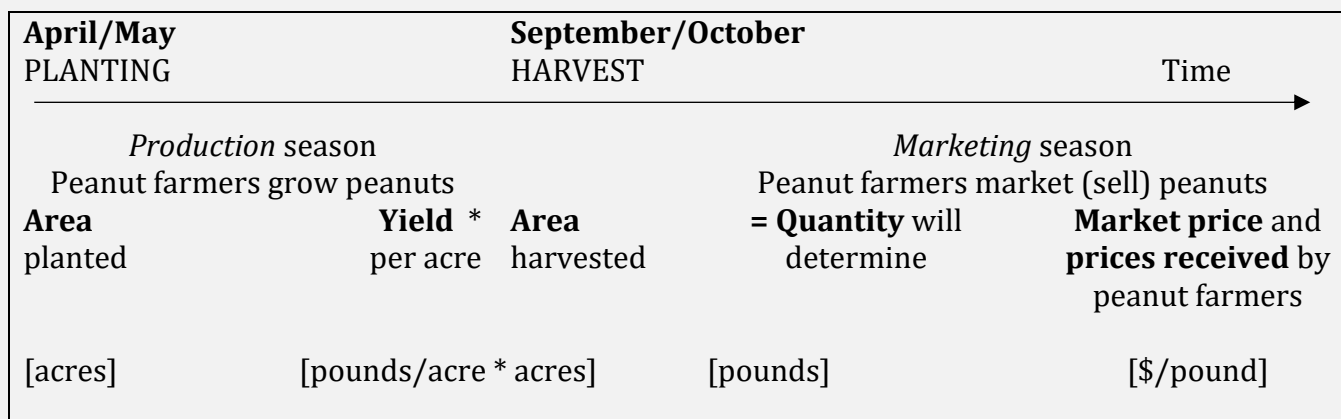 April/May September/October
PLANTING HARVEST Time
Production season Marketing season
Peanut farmers grow peanuts Peanut farmers market (sell) peanuts
Area Yield * Area = Quantity will Market price and
planted per acre harvested determine prices received by
peanut farmers
[acres] [pounds/acre * acres] [pounds] [$/pound]